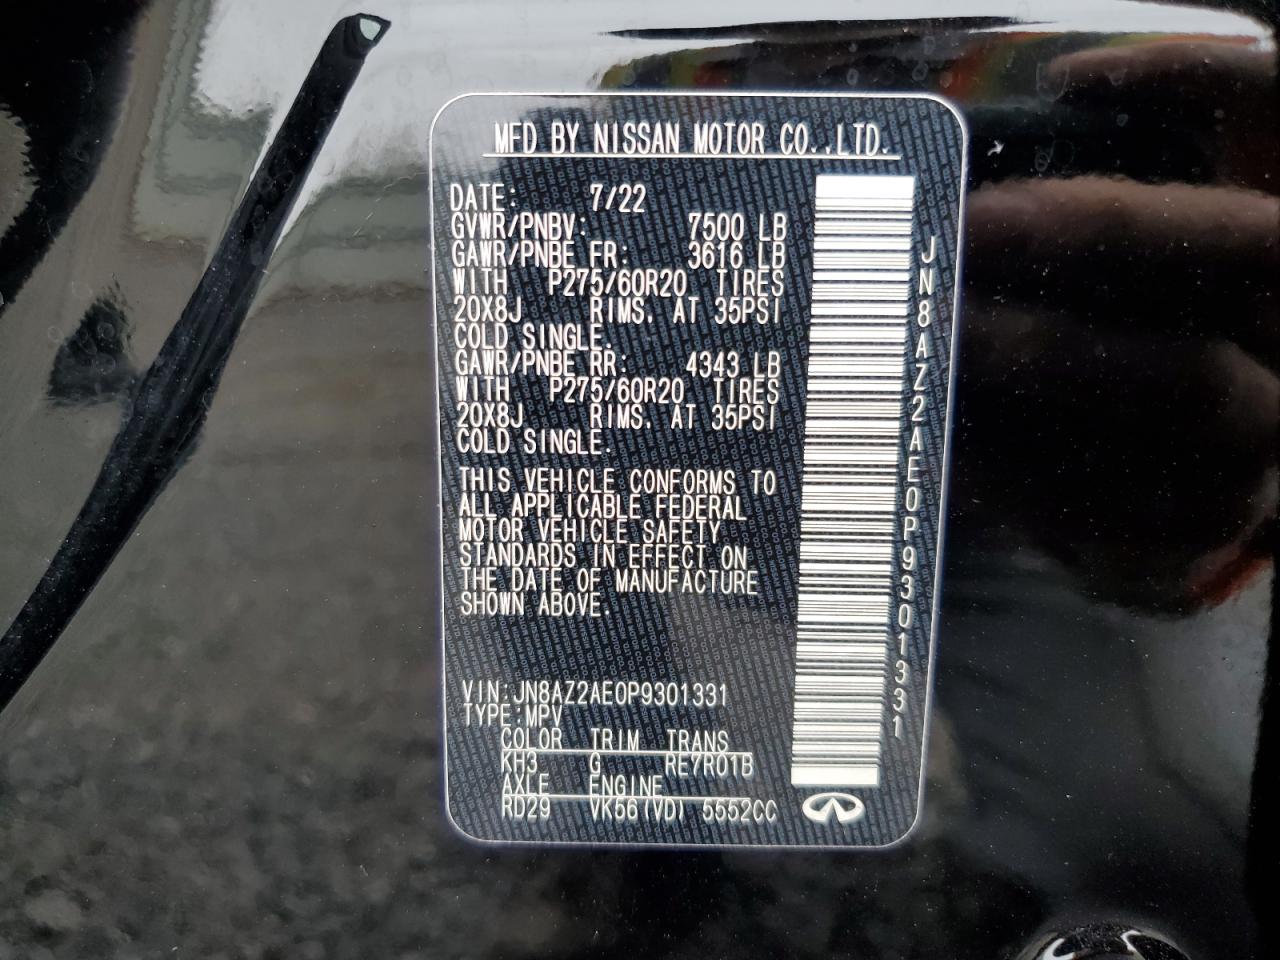 MFD BY NISSAN MOTOR CO.,LTD.
DATE: 7/22
GVWR/PNBV: 7500 LB
GAWR/PNBE FR: 3616 LB
WITH P275/60R20 TIRES
20X8J RIMS. AT 35PSI
COLD SINGLE.
GAWR/PNBE RR: 4343 LB
WITH P275/60R20 TIRES
20X8J RIMS. AT 35PSI
COLD SINGLE.
THIS VEHICLE CONFORMS TO
ALL APPLICABLE FEDERAL
MOTOR VEHICLE SAFETY
STANDARDS IN EFFECT ON
THE DATE OF MANUFACTURE
SHOWN ABOVE.
VIN:JN8AZ2AE0P9301331
TYPE:MPV
COLOR TRIM TRANS
KH3 G RE7R01B
AXLE ENGINE
RD29 VK56(VD) 5552CC
JN8AZ2AE0P9301331